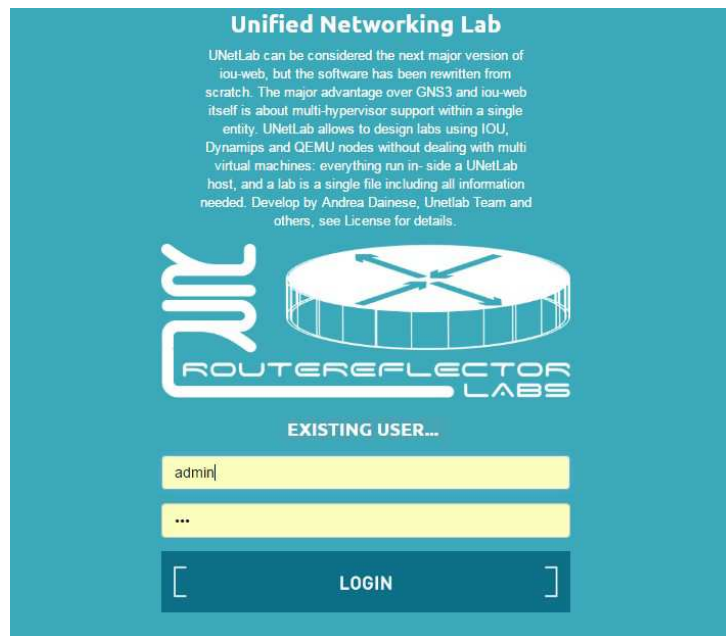 Unified Networking Lab
UNetLab can be considered the next major version of
iou-web, but the software has been rewritten from
scratch. The major advantage over GNS3 and iou-web
itself is about multi-hypervisor support within a single
entity. UNetLab allows to design labs using IOU,
Dynamips and QEMU nodes without dealing with multi
virtual machines: everything run in- side a UNetLab
host, and a lab is a single file including all information
needed. Develop by Andrea Dainese, Unetlab Team and
others, see License for details.
ROUTEREFLECTOR
LABS
EXISTING USER...
admin
•••
LOGIN